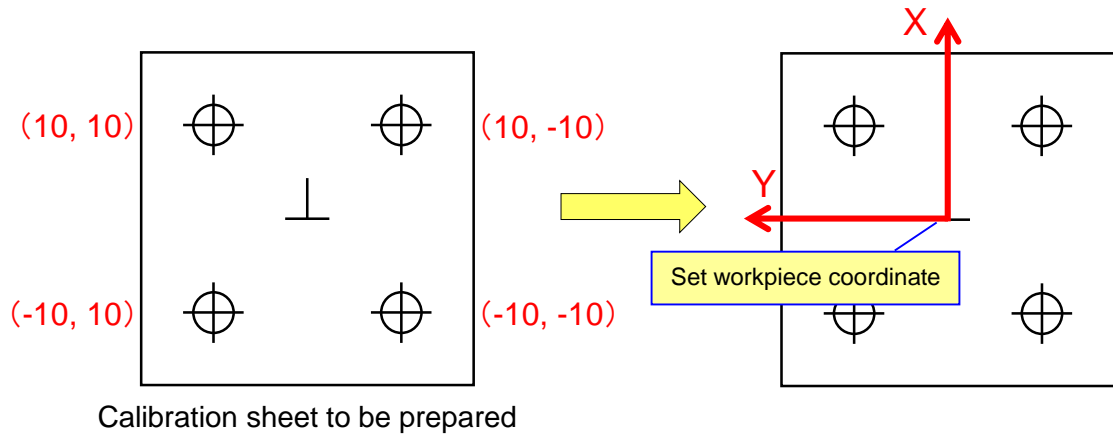 X
(10, 10)
(10, -10)
Y
Set workpiece coordinate
(-10, 10)
(-10, -10)
Calibration sheet to be prepared